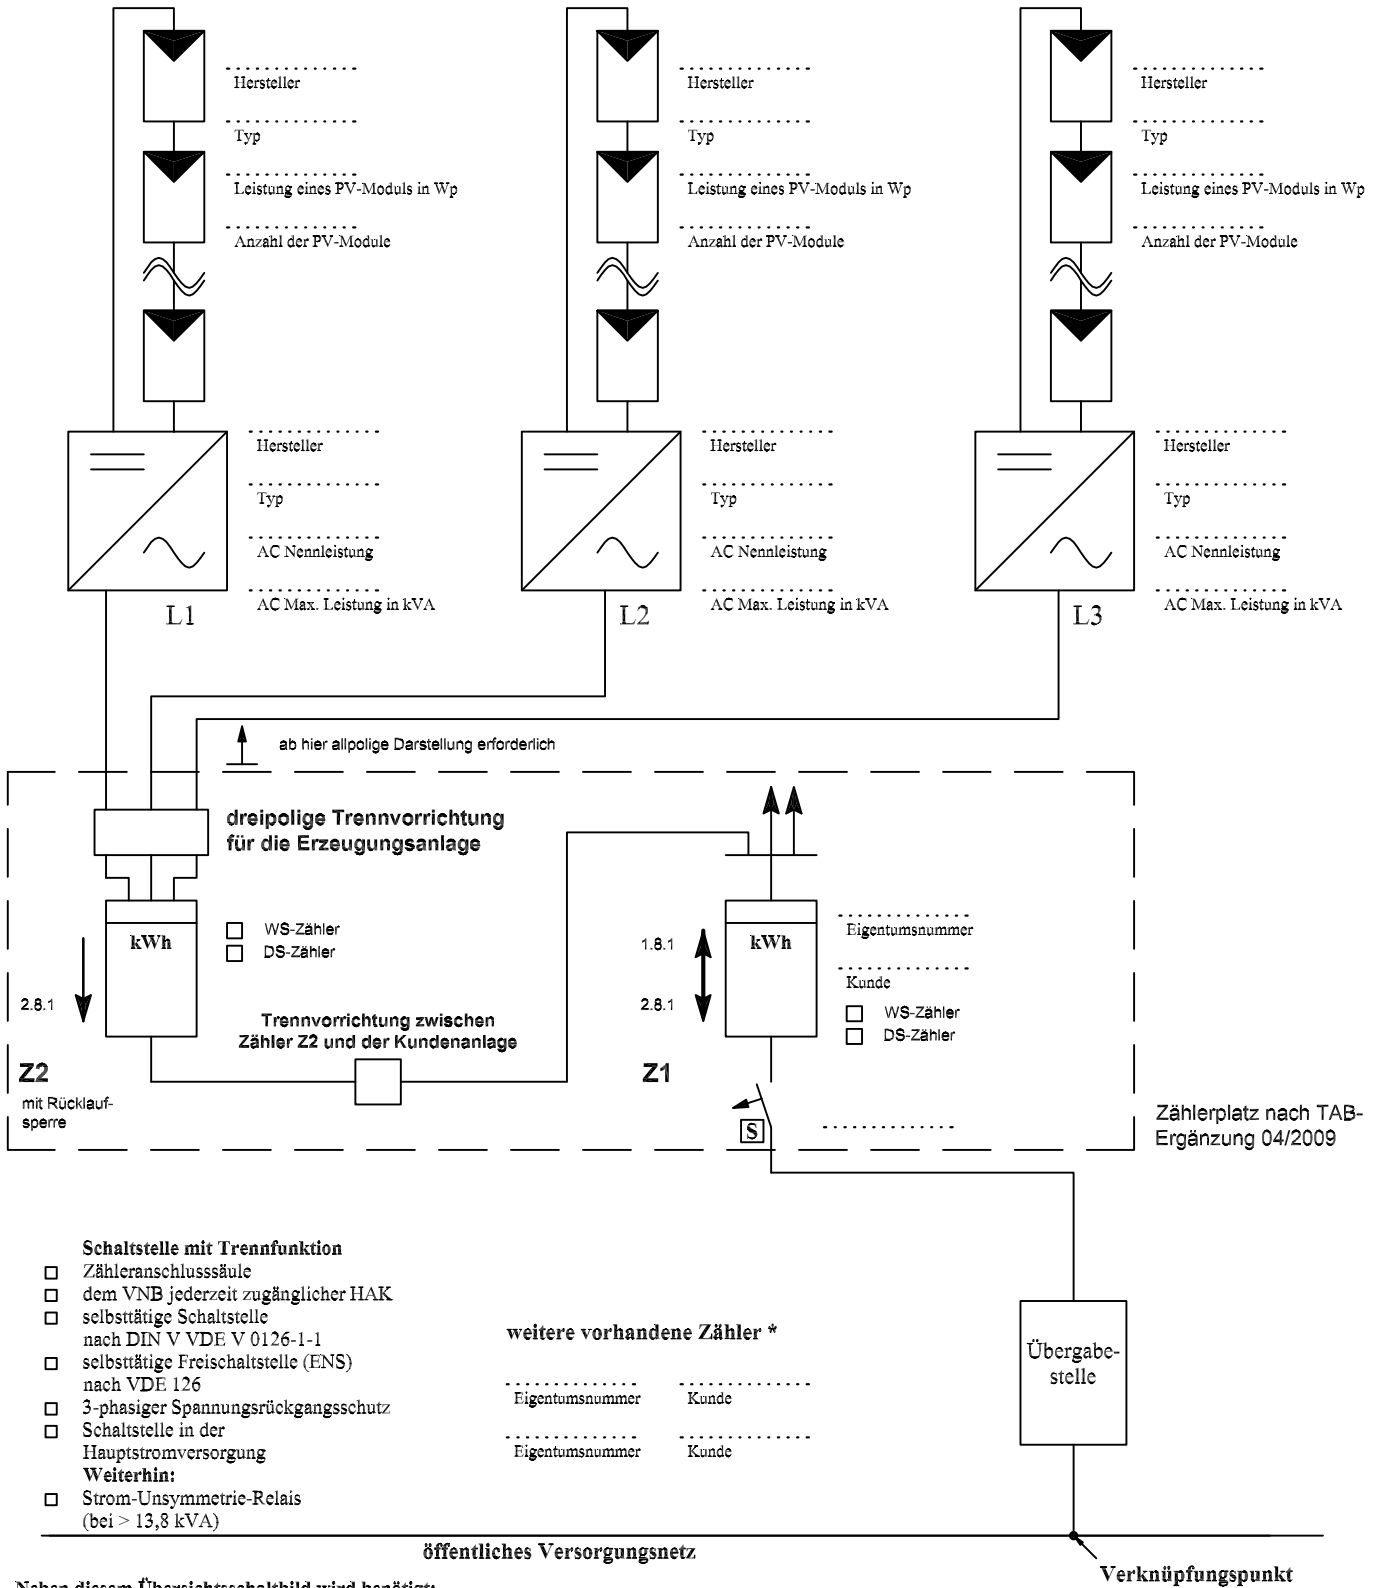 Hersteller
Typ
Leistung eines PV-Moduls in Wp
Anzahl der PV-Module
Hersteller
Typ
Leistung eines PV-Moduls in Wp
Anzahl der PV-Module
Hersteller
Typ
Leistung eines PV-Moduls in Wp
Anzahl der PV-Module
Hersteller
Typ
AC Nennleistung
AC Max. Leistung in kVA
L1
Hersteller
Typ
AC Nennleistung
AC Max. Leistung in kVA
L2
Hersteller
Typ
AC Nennleistung
AC Max. Leistung in kVA
L3
ab hier allpolige Darstellung erforderlich
dreipolige Trennvorrichtung
für die Erzeugungsanlage
kWh
WS-Zähler
DS-Zähler
2.8.1
Z2
mit Rücklauf-
sperre
Trennvorrichtung zwischen
Zähler Z2 und der Kundenanlage
1.8.1
2.8.1
kWh
Z1
Eigentumsnummer
Kunde
WS-Zähler
DS-Zähler
S
Zählerplatz nach TAB-
Ergänzung 04/2009
Schaltstelle mit Trennfunktion
Zähleranschlusssäule
dem VNB jederzeit zugänglicher HAK
selbsttätige Schaltstelle
nach DIN V VDE V 0126-1-1
selbsttätige Freischaltstelle (ENS)
nach VDE 126
3-phasiger Spannungsrückgangsschutz
Schaltstelle in der
Hauptstromversorgung
Weiterhin:
Strom-Unsymmetrie-Relais
(bei > 13,8 kVA)
weitere vorhandene Zähler *
Eigentumsnummer Kunde
Eigentumsnummer Kunde
Übergabe-
stelle
öffentliches Versorgungsnetz
Verknüpfungspunkt
Neben diesem Übersichtsschaltbild wird benötigt: